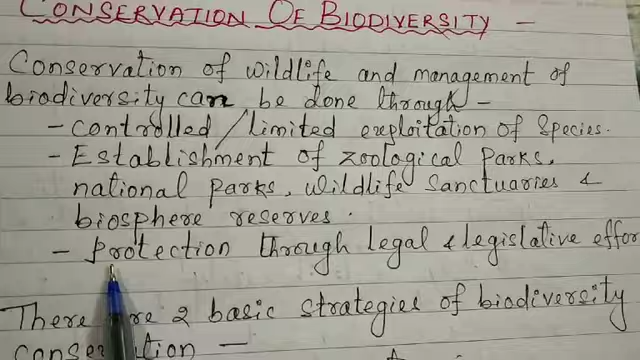 CONSERVATION OF BIODIVERSITY -
Conservation of wildlife and management of
biodiversity can be done through -
- Controlled / limited exploitation of species.
- Establishment of zoological Parks,
national Parks, wildlife Sanctuaries &
biosphere reserves.
- Protection through legal & legislative effor
There 2 basic strategies of biodiversity
-